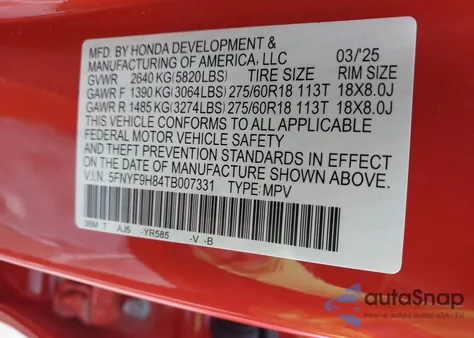 MFD. BY HONDA DEVELOPMENT &
MANUFACTURING OF AMERICA, LLC 03/25
GVWR 2640 KG(5820LBS) TIRE SIZE RIM SIZE
GAWR F 1390 KG(3064LBS) 275/60R18 113T 18X8.0J
GAWR R 1485 KG(3274LBS) 275/60R18 113T 18X8.0J
THIS VEHICLE CONFORMS TO ALL APPLICABLE
FEDERAL MOTOR VEHICLE SAFETY
AND THEFT PREVENTION STANDARDS IN EFFECT
ON THE DATE OF MANUFACTURE SHOWN ABOVE.
V.I.N. 5FNYF9H84TB007331 TYPE:MPV
3BM T AJ5 -YR585 -V -B
autoSnap